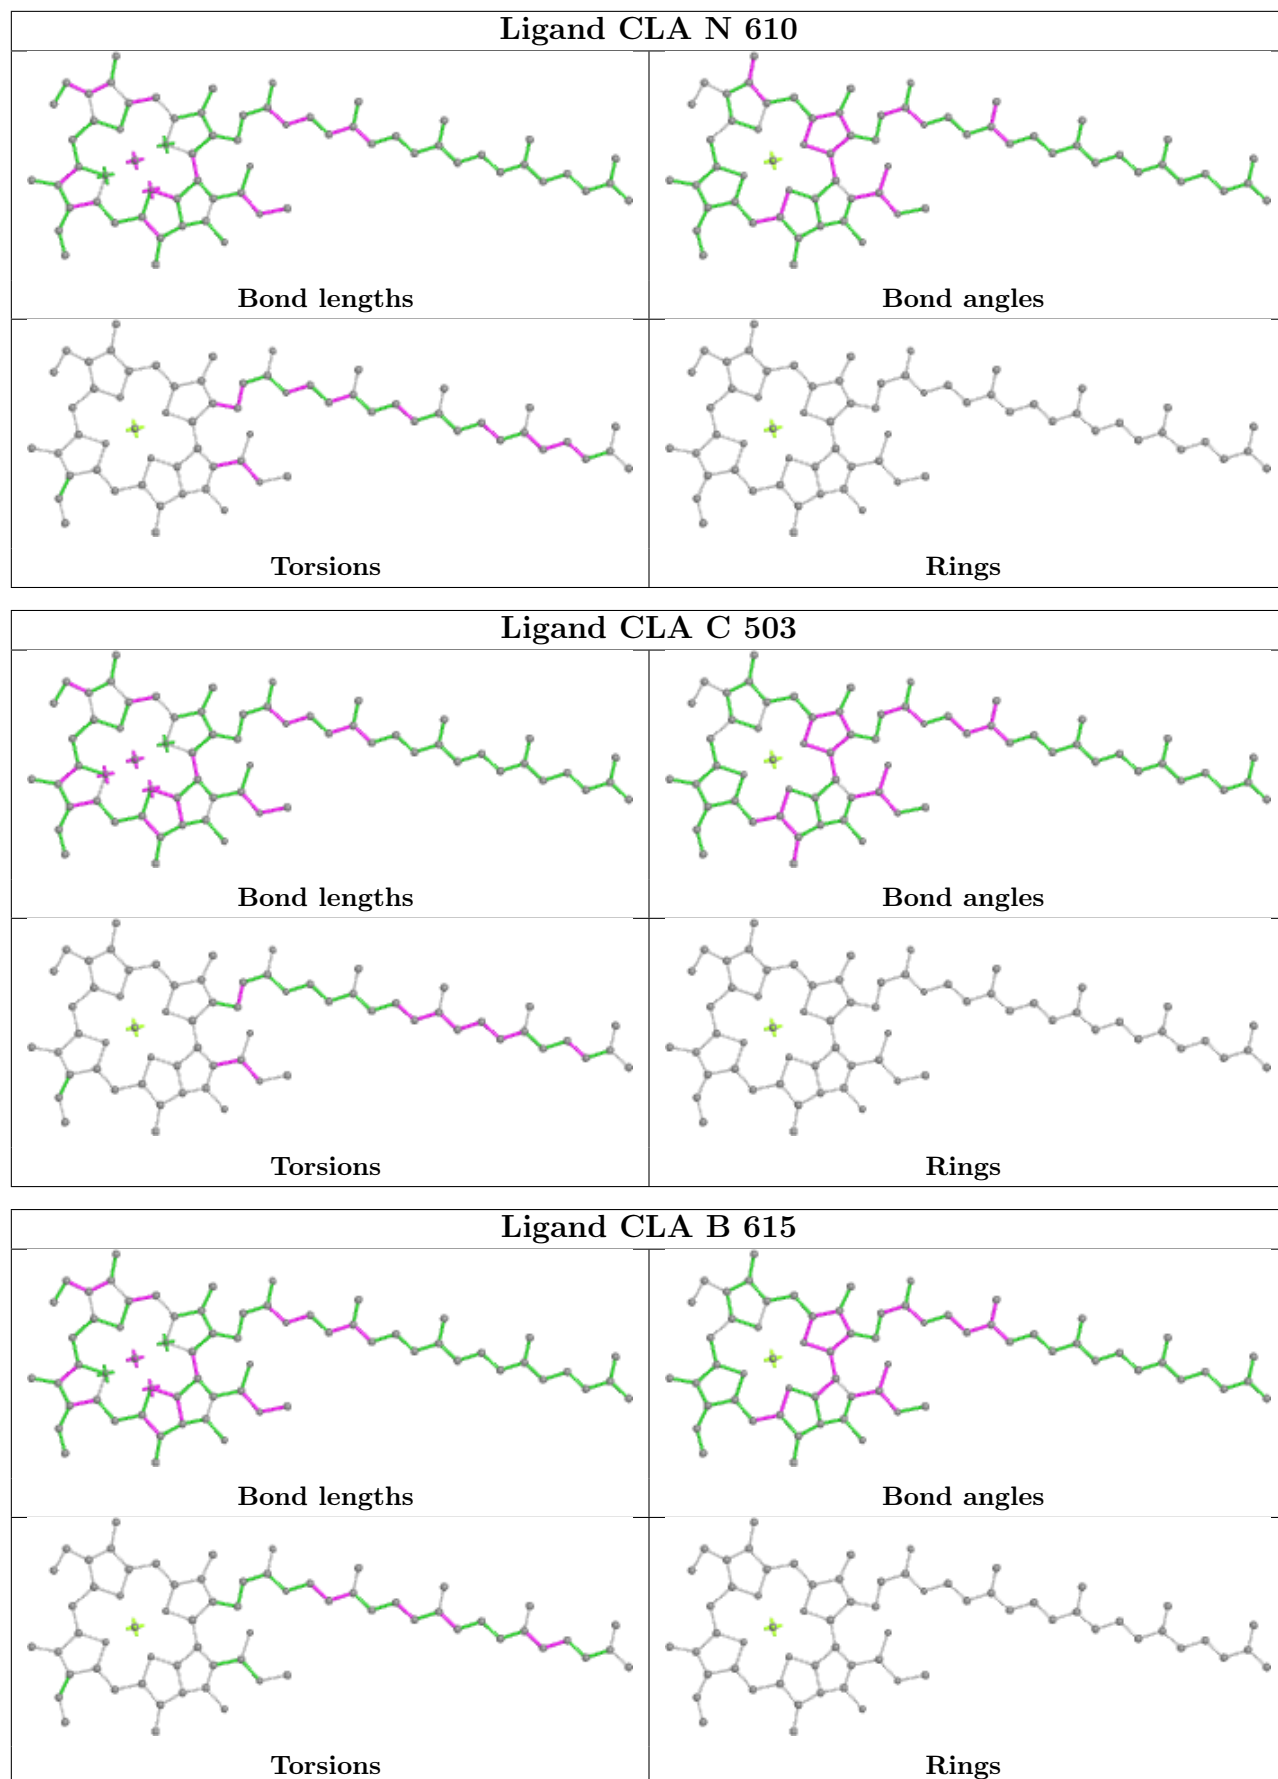 Ligand CLA N 610
Bond lengths
Bond angles
Torsions
Rings
Ligand CLA C 503
Bond lengths
Bond angles
Torsions
Rings
Ligand CLA B 615
Bond lengths
Bond angles
Torsions
Rings